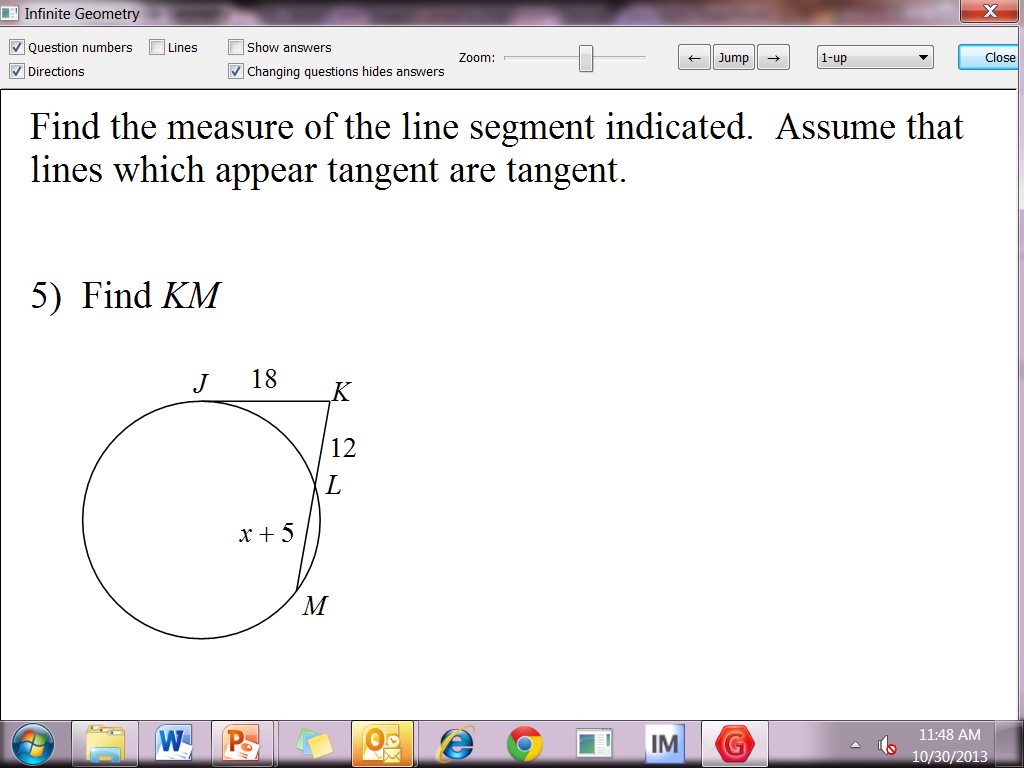 Infinite Geometry
X
Question numbers Lines Show answers
Directions Changing questions hides answers
Zoom:
← Jump →
1-up
Close
Find the measure of the line segment indicated. Assume that
lines which appear tangent are tangent.
5) Find KM
J 18 K
12
L
x + 5
M
W P O IM G
11:48 AM
10/30/2013